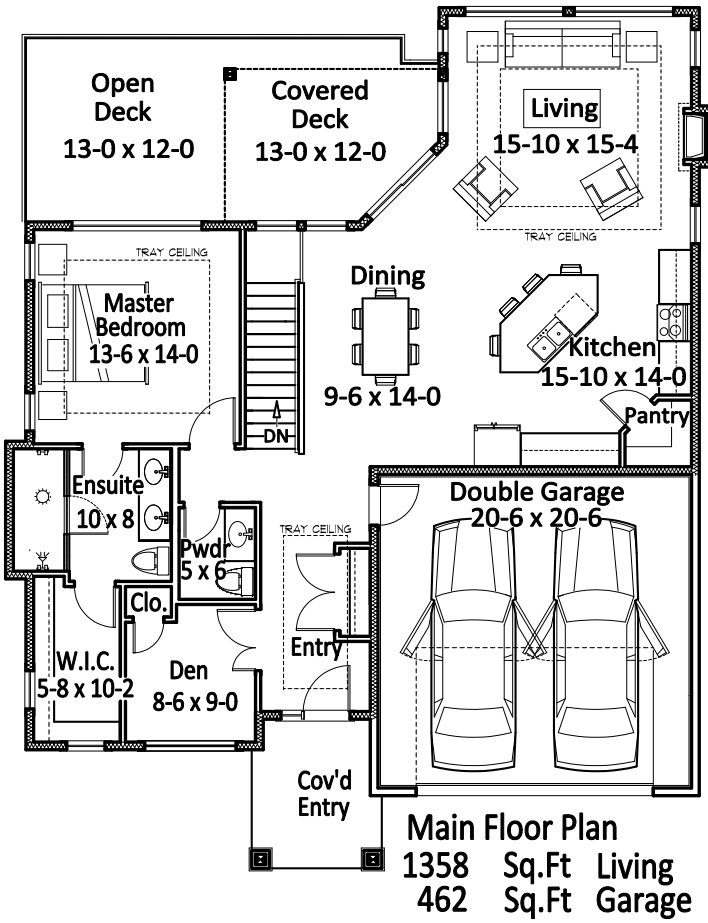 Open
Deck
13-0 x 12-0
Covered
Deck
13-0 x 12-0
Living
15-10 x 15-4
TRAY CEILING
TRAY CEILING
Master
Bedroom
13-6 x 14-0
Dining
9-6 x 14-0
Kitchen
15-10 x 14-0
Pantry
DN
Ensuite
10 x 8
Double Garage
20-6 x 20-6
TRAY CEILING
Pwdr
5 x 6
Clo.
Entry
W.I.C.
5-8 x 10-2
Den
8-6 x 9-0
Cov'd
Entry
Main Floor Plan
1358 Sq.Ft Living
462 Sq.Ft Garage